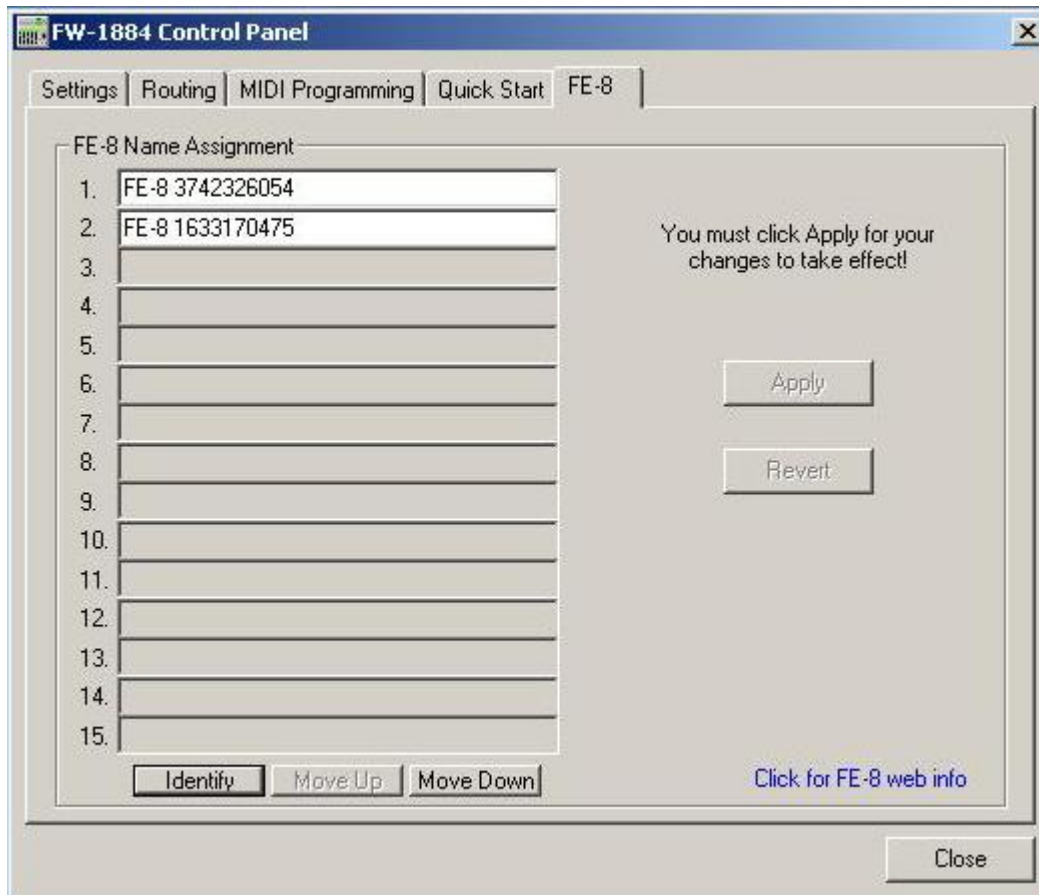 FW-1884 Control Panel
Settings Routing MIDI Programming Quick Start FE-8
FE-8 Name Assignment
1. FE-8 3742326054
2. FE-8 1633170475
3.
4.
5.
6.
7.
8.
9.
10.
11.
12.
13.
14.
15.
You must click Apply for your
changes to take effect!
Apply
Revert
Identify Move Up Move Down
Click for FE-8 web info
Close